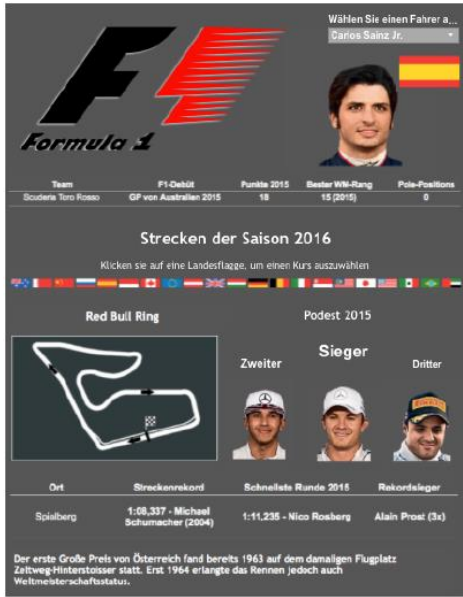 Wählen Sie einen Fahrer a...
Carlos Sainz Jr.
Formula 1
Team F1-Debüt Punkte 2015 Bester WM-Rang Pole-Positions
Scuderia Toro Rosso GP von Australien 2015 18 15 (2015) 0
Strecken der Saison 2016
Klicken sie auf eine Landesflagge, um einen Kurs auszuwählen
Red Bull Ring
Podest 2015
Zweiter
Sieger
Dritter
Ort Streckenrekord Schnellste Runde 2015 Rekordsieger
Spielberg 1:08,337 - Michael Schumacher (2004) 1:11,235 - Nico Rosberg Alain Prost (3x)
Der erste Große Preis von Österreich fand bereits 1963 auf dem damaligen Flugplatz
Zeltweg-Hinterstoisser statt. Erst 1964 erlangte das Rennen jedoch auch
Weltmeisterschaftsstatus.